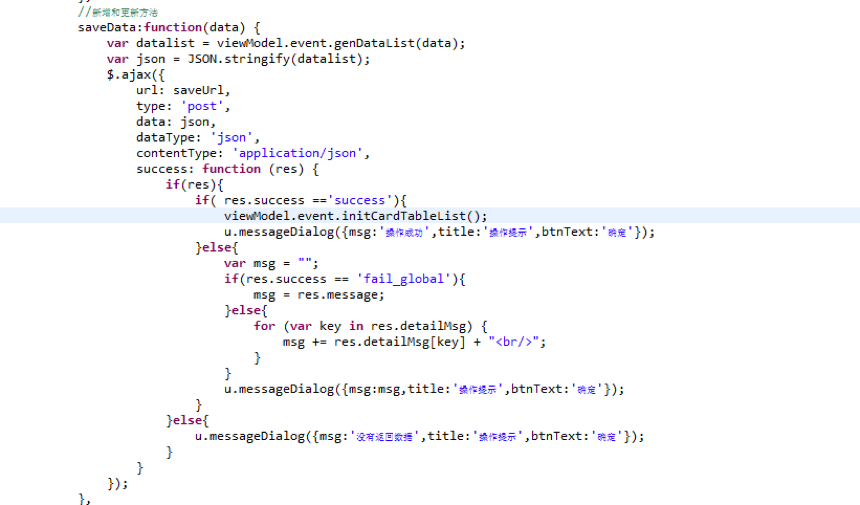 //新增和更新方法
saveData:function(data) {
var datalist = viewModel.event.genDataList(data);
var json = JSON.stringify(datalist);
$.ajax({
url: saveUrl,
type: 'post',
data: json,
dataType: 'json',
contentType: 'application/json',
success: function (res) {
if(res){
if( res.success =='success'){
viewModel.event.initCardTableList();
u.messageDialog({msg:'操作成功',title:'操作提示',btnText:'确定'});
}else{
var msg = "";
if(res.success == 'fail_global'){
msg = res.message;
}else{
for (var key in res.detailMsg) {
msg += res.detailMsg[key] + "<br/>";
}
}
u.messageDialog({msg:msg,title:'操作提示',btnText:'确定'});
}
}else{
u.messageDialog({msg:'没有返回数据',title:'操作提示',btnText:'确定'});
}
}
});
},